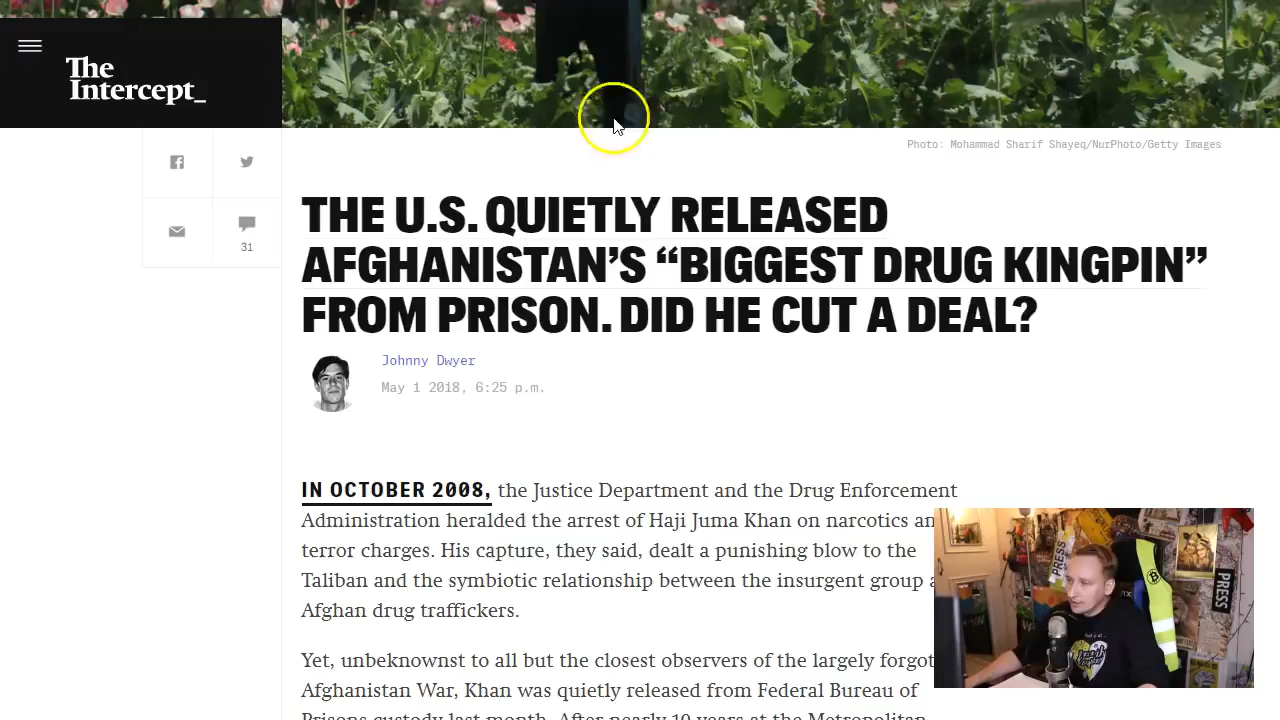 The
Intercept_
Photo: Mohammad Sharif Shayeq/NurPhoto/Getty Images
31
THE U.S. QUIETLY RELEASED
AFGHANISTAN’S “BIGGEST DRUG KINGPIN”
FROM PRISON. DID HE CUT A DEAL?
Johnny Dwyer
May 1 2018, 6:25 p.m.
IN OCTOBER 2008, the Justice Department and the Drug Enforcement
Administration heralded the arrest of Haji Juma Khan on narcotics
terror charges. His capture, they said, dealt a punishing blow to the
Taliban and the symbiotic relationship between the insurgent group
Afghan drug traffickers.
Yet, unbeknownst to all but the closest observers of the largely
Afghanistan War, Khan was quietly released from Federal Bureau of
Prisons custody last month. After nearly 10 years at the Metropolitan
PRESS
PRESS